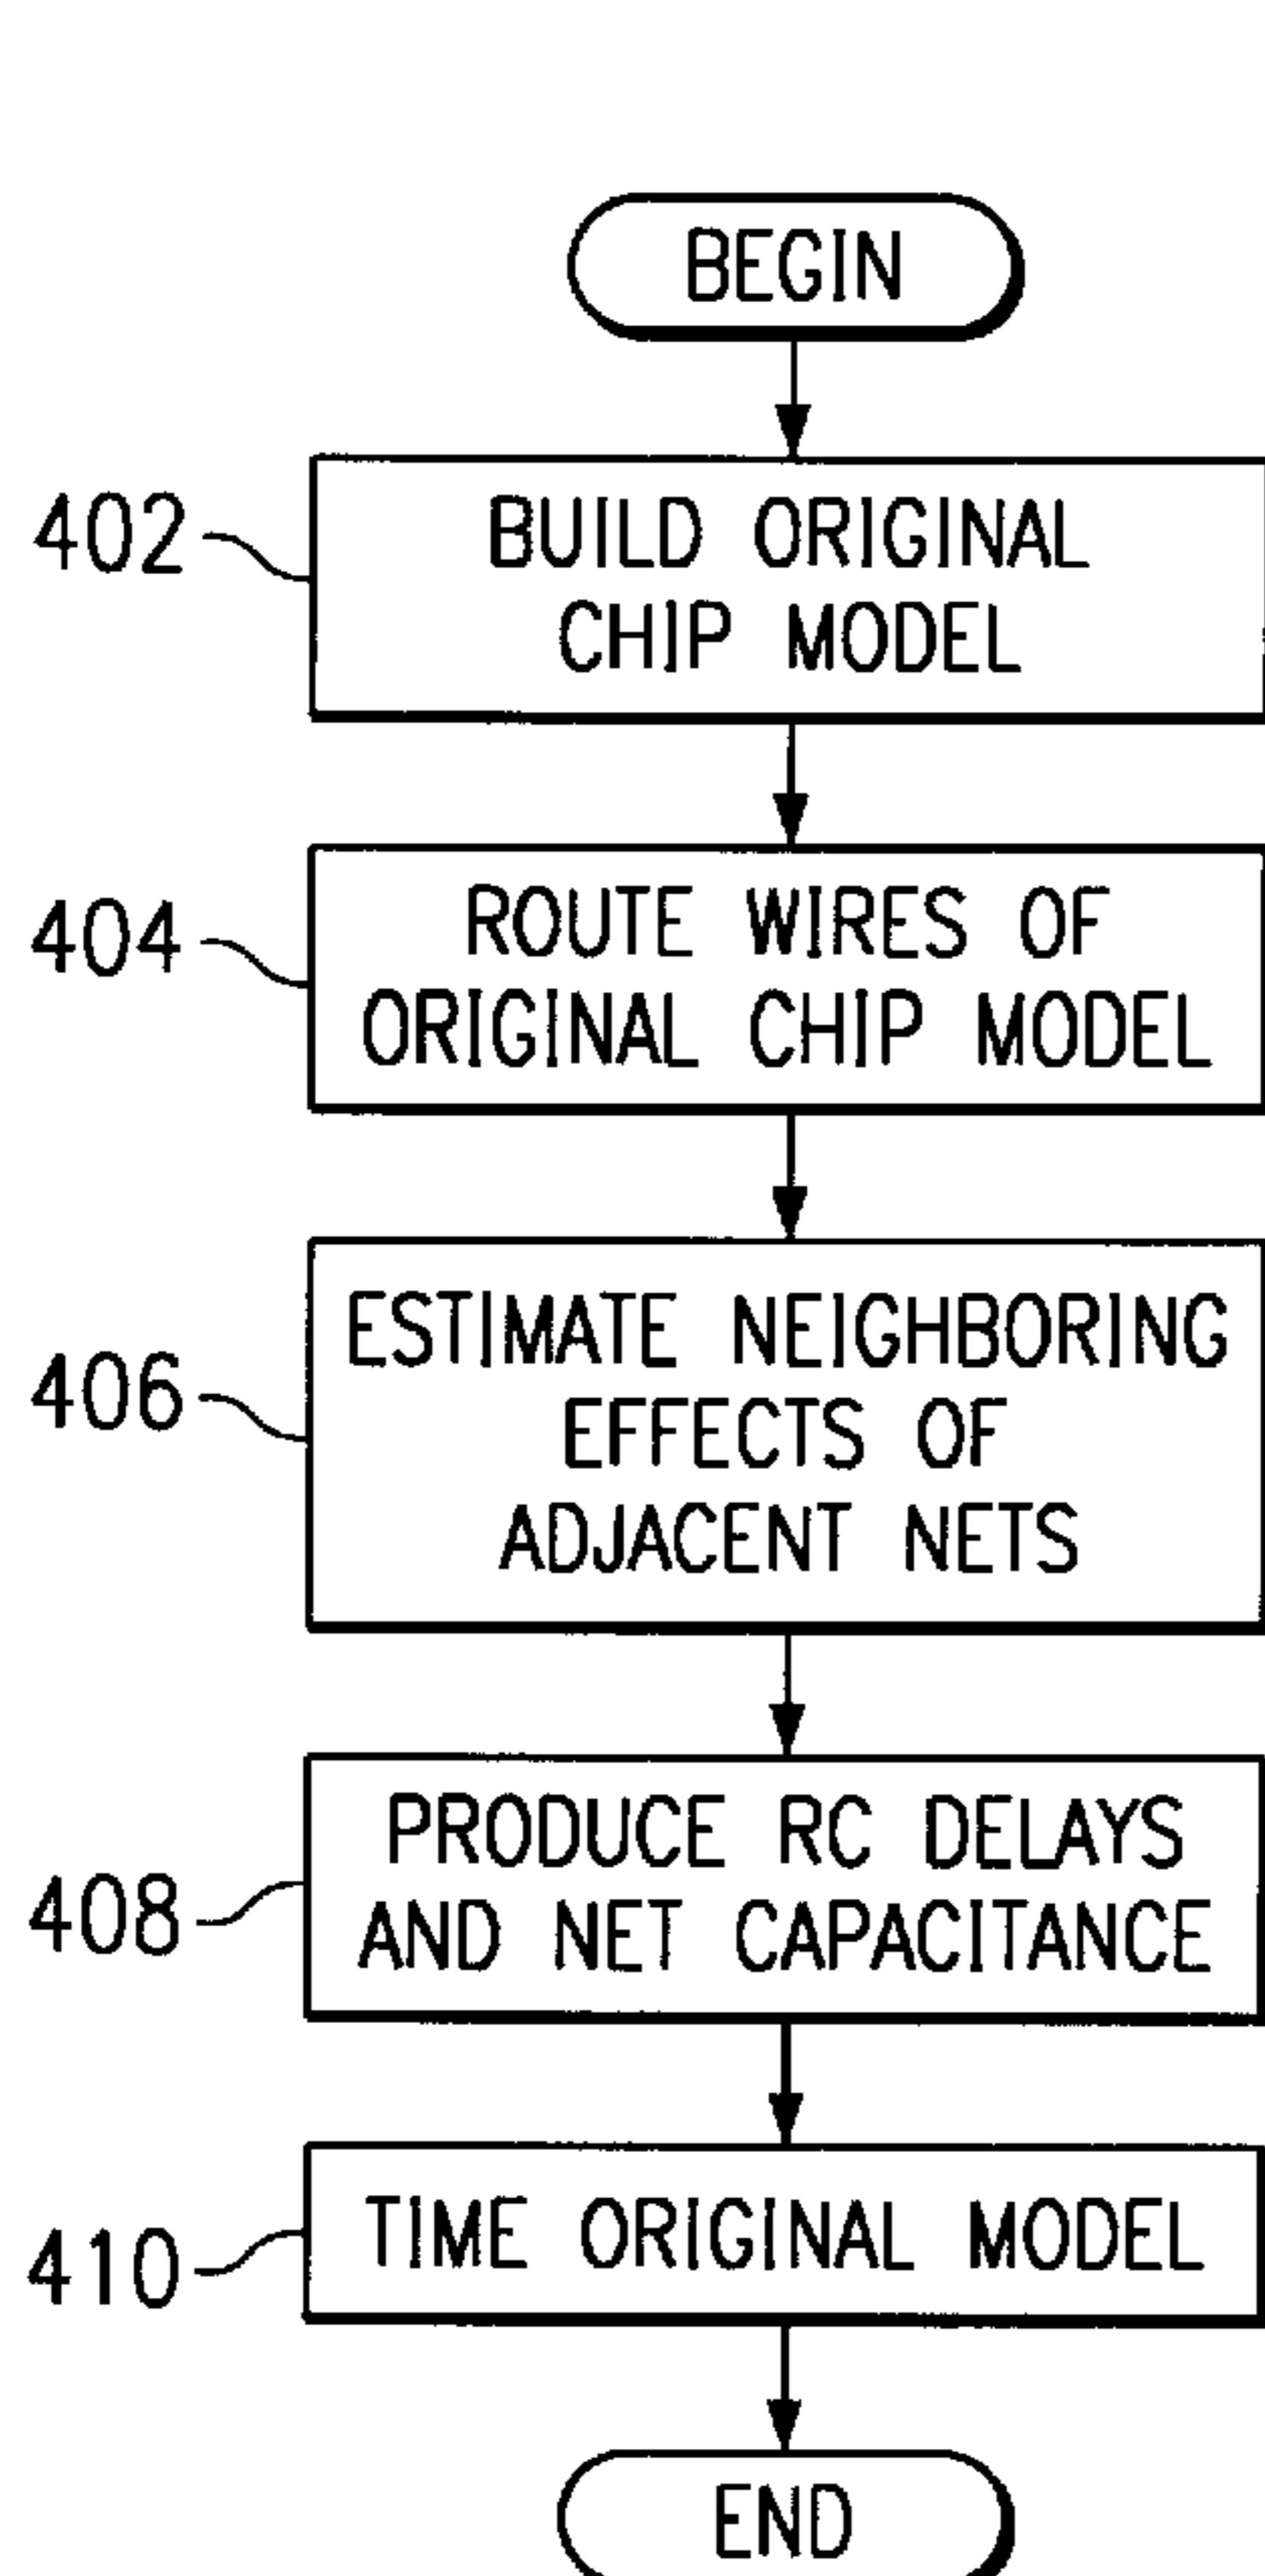 BEGIN
402
BUILD ORIGINAL
CHIP MODEL
404
ROUTE WIRES OF
ORIGINAL CHIP MODEL
406
ESTIMATE NEIGHBORING
EFFECTS OF
ADJACENT NETS
408
PRODUCE RC DELAYS
AND NET CAPACITANCE
410
TIME ORIGINAL MODEL
END